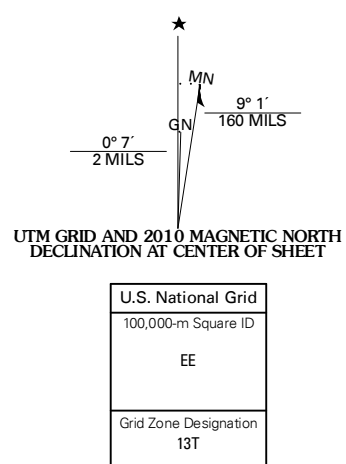 MN
GN
9° 1´
160 MILS
0° 7´
2 MILS
UTM GRID AND 2010 MAGNETIC NORTH
DECLINATION AT CENTER OF SHEET
U.S. National Grid
100,000-m Square ID
EE
Grid Zone Designation
13T